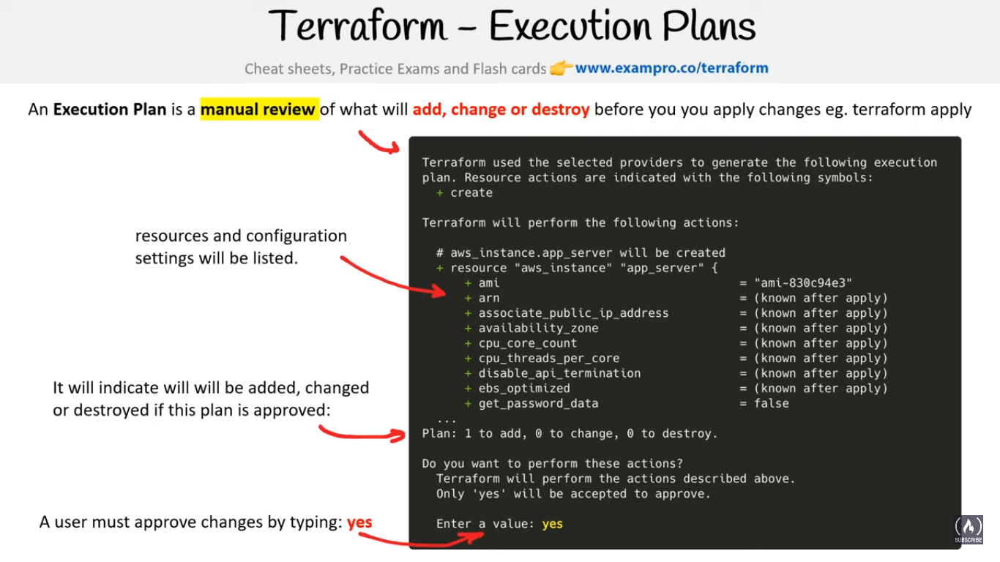 Terraform – Execution Plans
Cheat sheets, Practice Exams and Flash cards 👉 www.exampro.co/terraform
An Execution Plan is a manual review of what will add, change or destroy before you you apply changes eg. terraform apply
Terraform used the selected providers to generate the following execution
plan. Resource actions are indicated with the following symbols:
+ create
Terraform will perform the following actions:
resources and configuration
settings will be listed.
# aws_instance.app_server will be created
+ resource "aws_instance" "app_server" {
+ ami = "ami-830c94e3"
+ arn = (known after apply)
+ associate_public_ip_address = (known after apply)
+ availability_zone = (known after apply)
+ cpu_core_count = (known after apply)
+ cpu_threads_per_core = (known after apply)
+ disable_api_termination = (known after apply)
+ ebs_optimized = (known after apply)
+ get_password_data = false
...
It will indicate will will be added, changed
or destroyed if this plan is approved:
Plan: 1 to add, 0 to change, 0 to destroy.
Do you want to perform these actions?
Terraform will perform the actions described above.
Only 'yes' will be accepted to approve.
A user must approve changes by typing: yes
Enter a value: yes
SUBSCRIBE